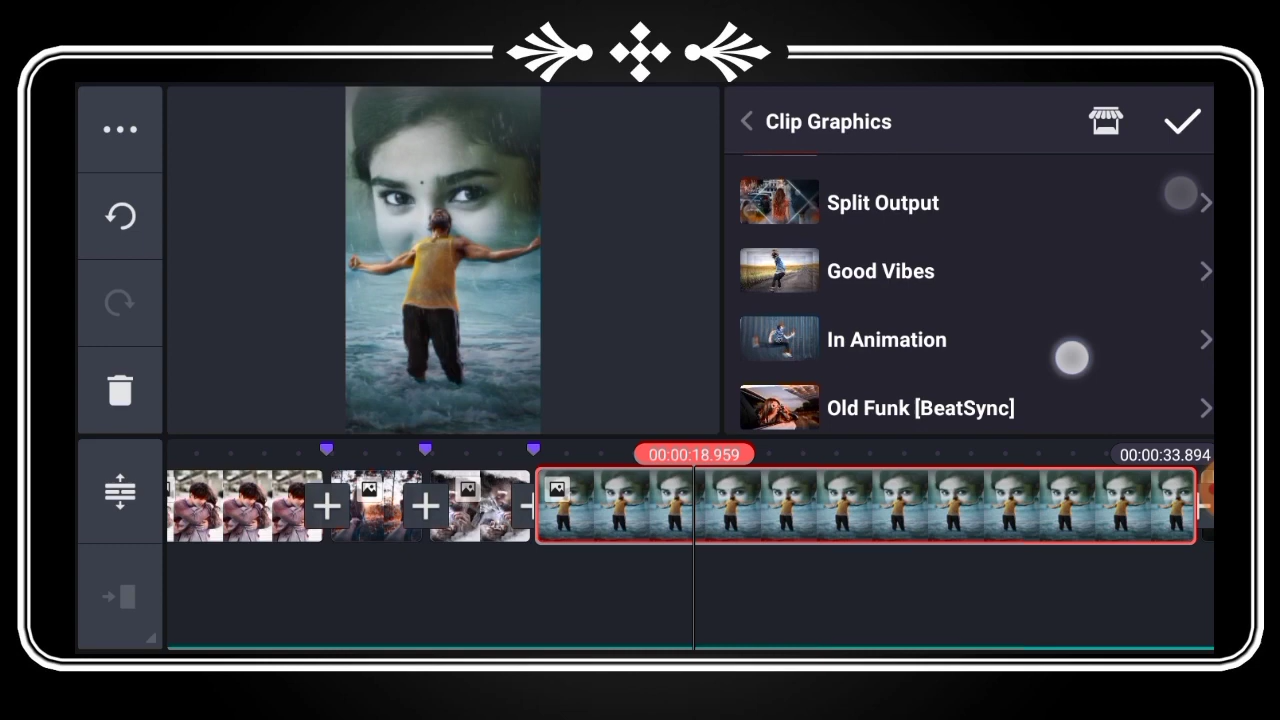 Clip Graphics
Split Output
Good Vibes
In Animation
Old Funk [BeatSync]
00:00:18.959
00:00:33.894